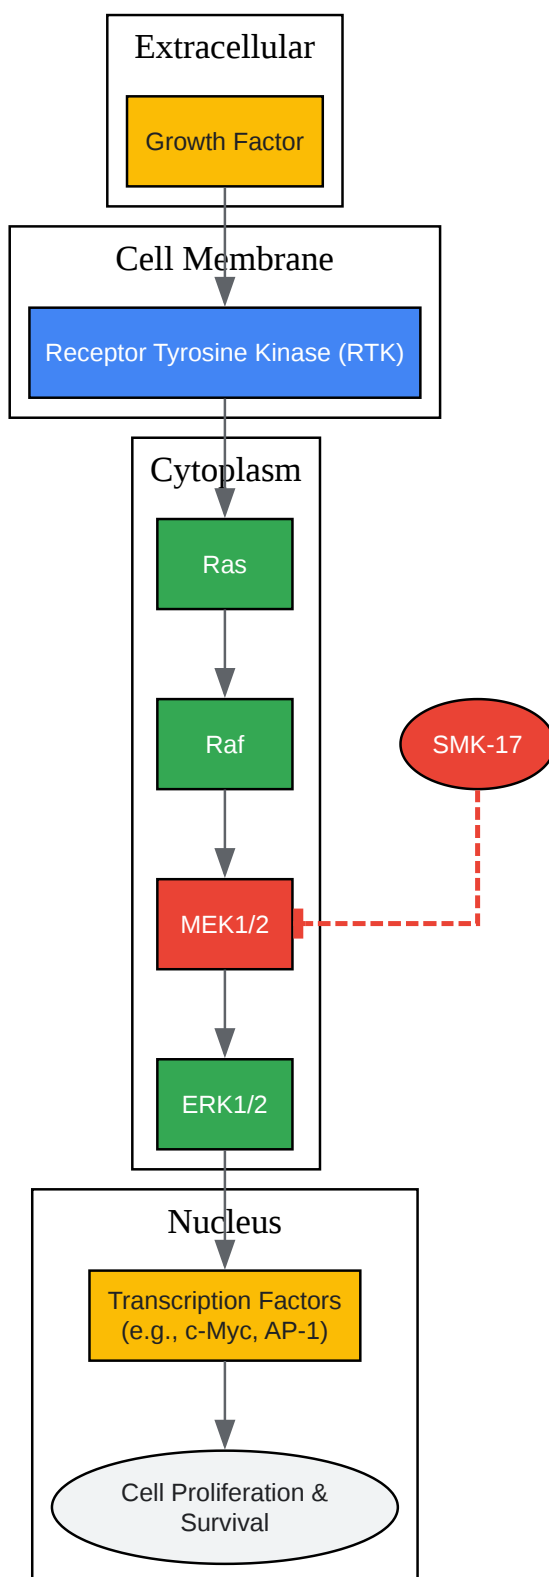 Extracellular
Growth Factor
Cell Membrane
Receptor Tyrosine Kinase (RTK)
Cytoplasm
Ras
Raf
SMK-17
MEK1/2
ERK1/2
Nucleus
Transcription Factors
(e.g., c-Myc, AP-1)
Cell Proliferation &
Survival